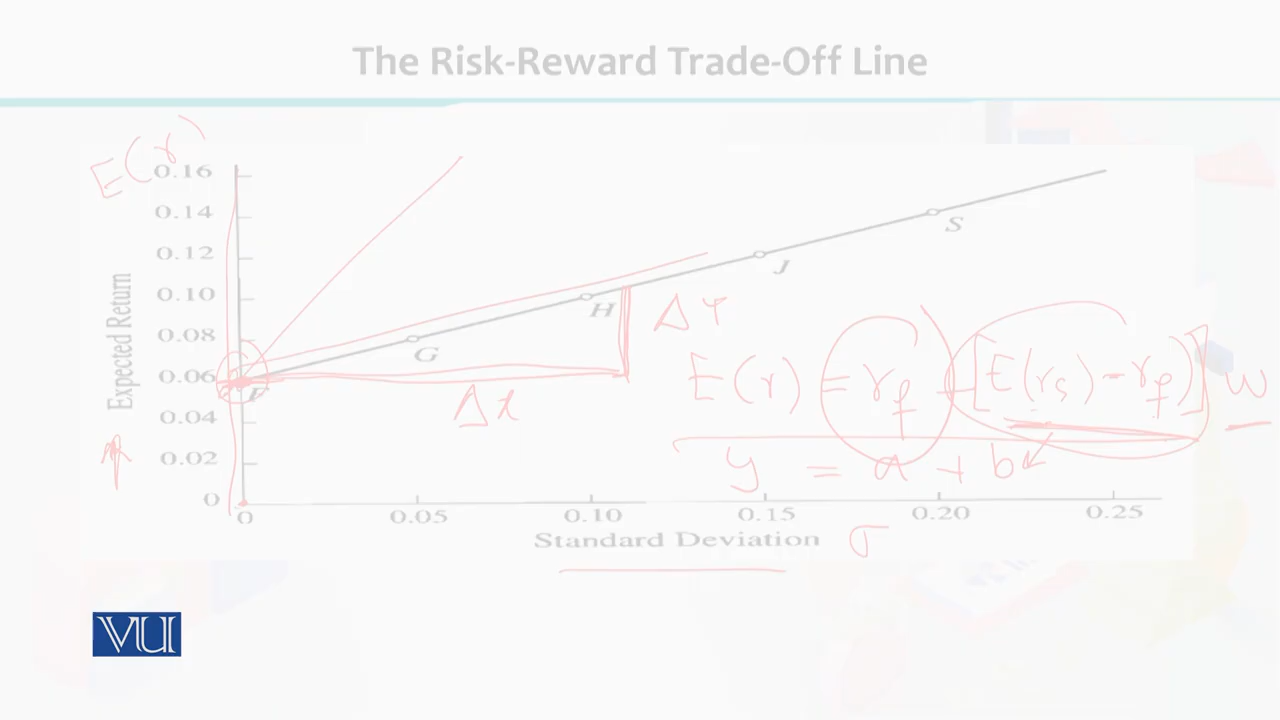 The Risk-Reward Trade-Off Line
E(r)
0.16
0.14
0.12
0.10
0.08
0.06
0.04
0.02
0
Expected Return
F
G
H
J
S
Δx
Δr
E(r) = rf + [E(rs) - rf] w
y = a + b
0 0.05 0.10 0.15 0.20 0.25
Standard Deviation σ
VU